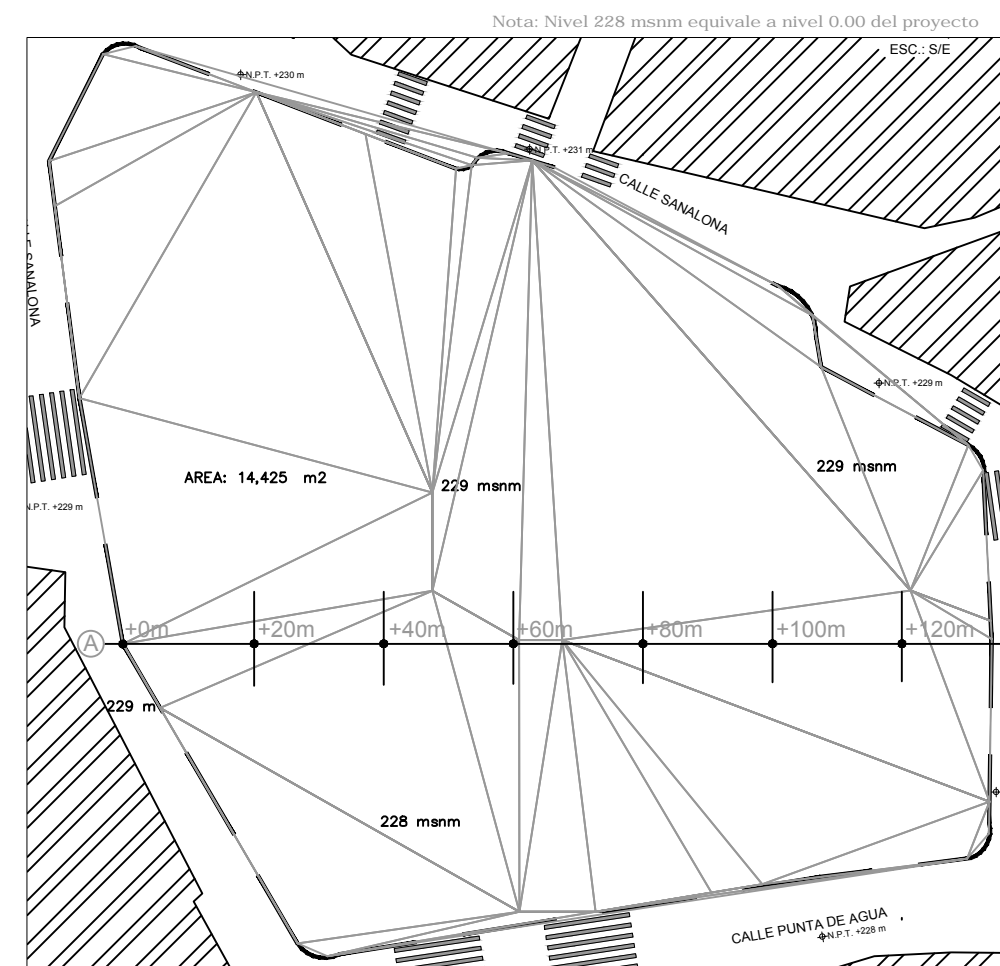 Nota: Nivel 228 msnm equivale a nivel 0.00 del proyecto
ESC.: S/E
N.P.T. +230 m
N.P.T. +231 m
CALLE SANALONA
SANALONA
N.P.T. +229 m
229 msnm
AREA: 14,425 m2
229 msnm
N.P.T. +229 m
A
+0m
+20m
+40m
+60m
+80m
+100m
+120m
229 m
228 msnm
CALLE PUNTA DE AGUA
N.P.T. +228 m